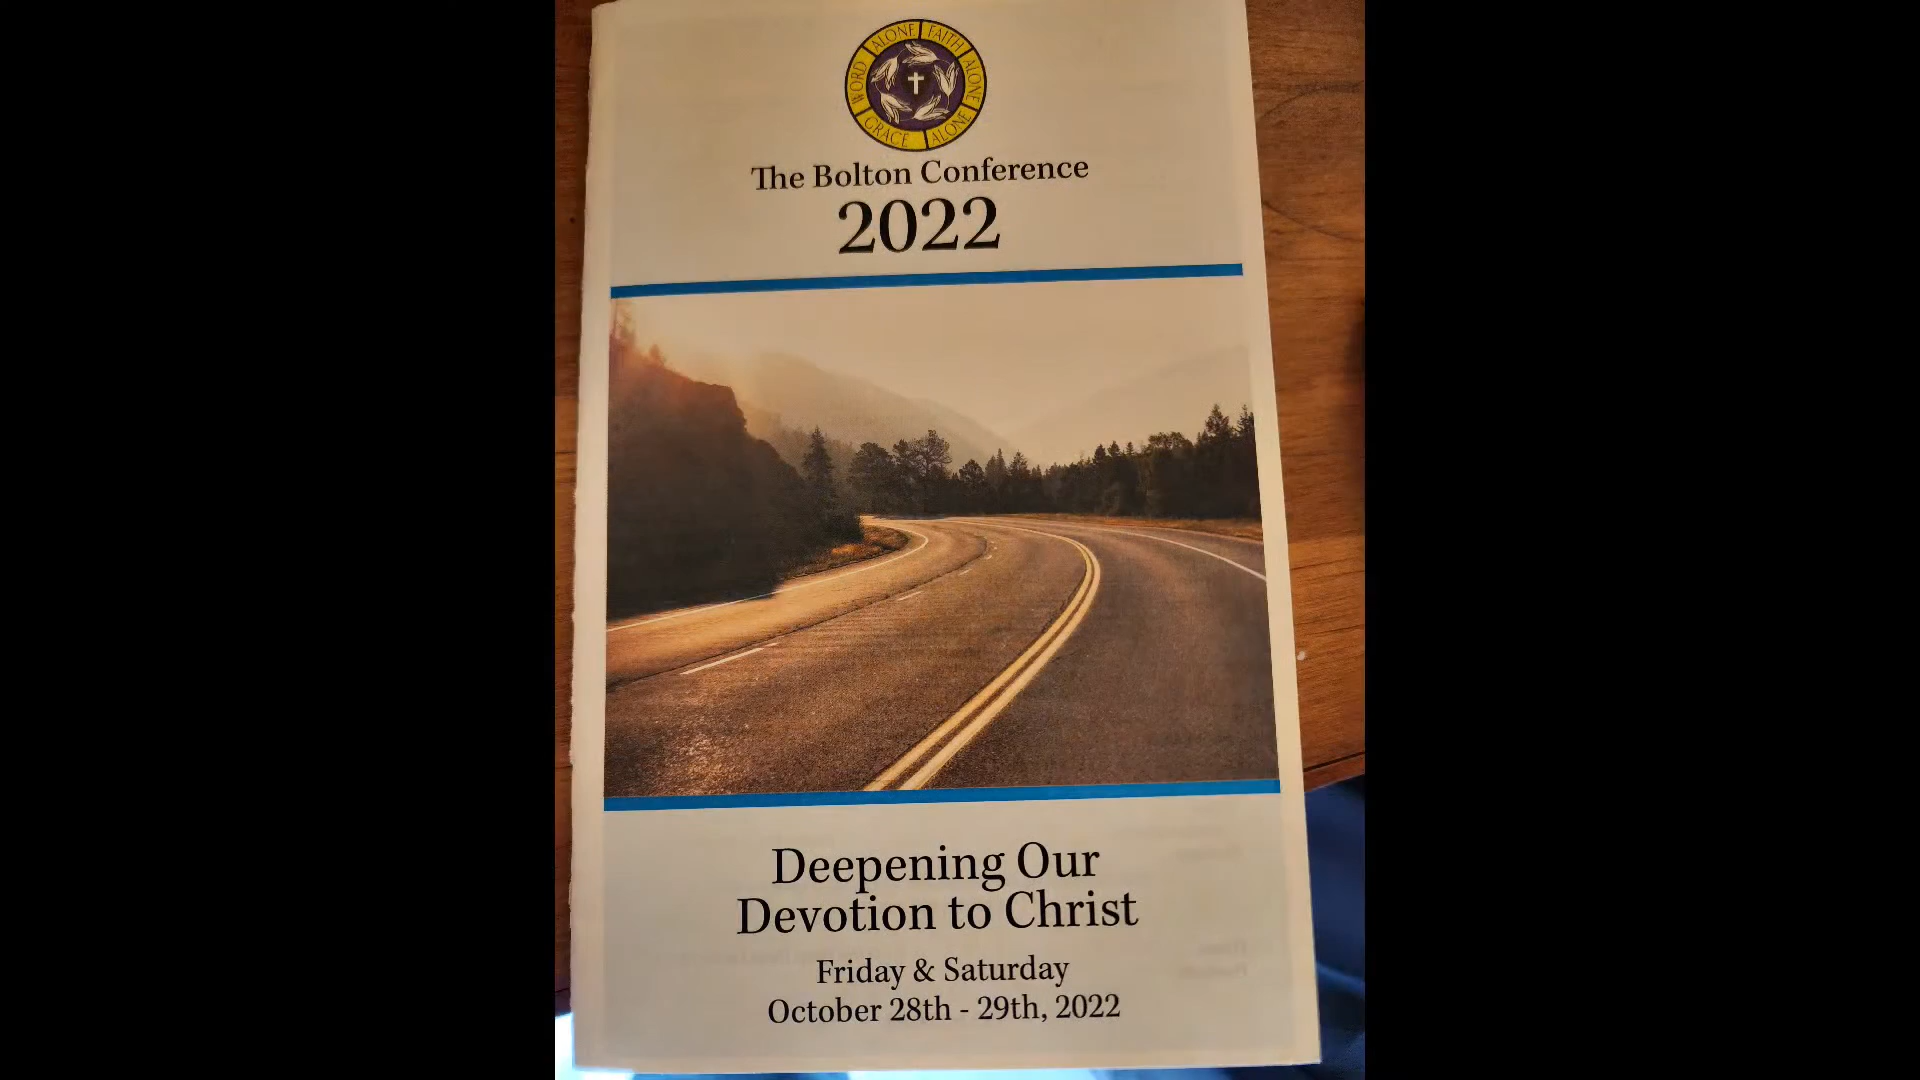 WORD ALONE FAITH ALONE GRACE ALONE
The Bolton Conference
2022
Deepening Our
Devotion to Christ
Friday & Saturday
October 28th - 29th, 2022